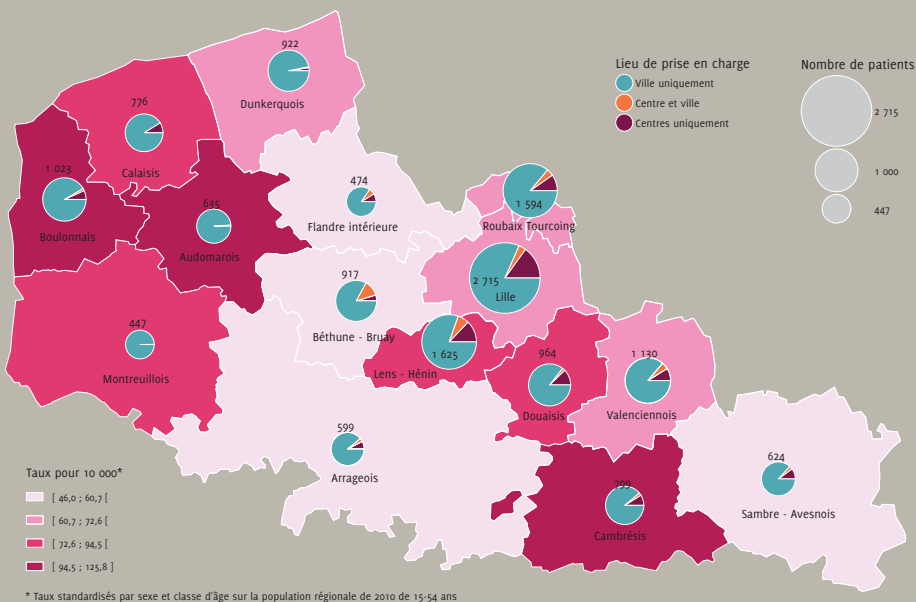 922
Dunkerquois
776
Calaisis
1 023
Boulonnais
635
Audomarois
474
Flandre intérieure
1 594
Roubaix Tourcoing
2 715
Lille
917
Béthune - Bruay
447
Montreuillois
1 625
Lens - Hénin
964
Douaisis
1 130
Valenciennois
599
Arrageois
799
Cambrésis
624
Sambre - Avesnois
Lieu de prise en charge
Ville uniquement
Centre et ville
Centres uniquement
Nombre de patients
2 715
1 000
447
Taux pour 10 000*
[ 46,0 ; 60,7 [
[ 60,7 ; 72,6 [
[ 72,6 ; 94,5 [
[ 94,5 ; 125,8 ]
* Taux standardisés par sexe et classe d'âge sur la population régionale de 2010 de 15-54 ans